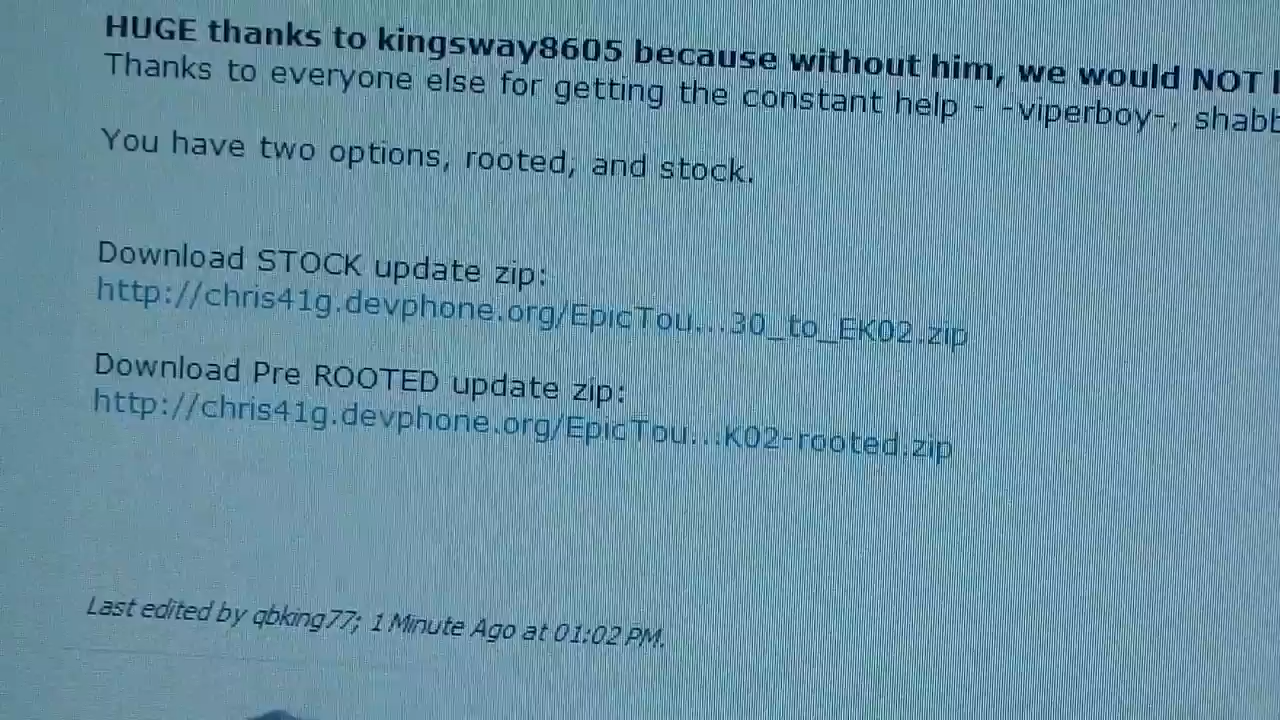 HUGE thanks to kingsway8605 because without him, we would NOT
Thanks to everyone else for getting the constant help - -viperboy-, shabb
You have two options, rooted, and stock.
Download STOCK update zip:
http://chris41g.devphone.org/EpicTou...30_to_EK02.zip
Download Pre ROOTED update zip:
http://chris41g.devphone.org/EpicTou...K02-rooted.zip
Last edited by qbking77; 1 Minute Ago at 01:02 PM.